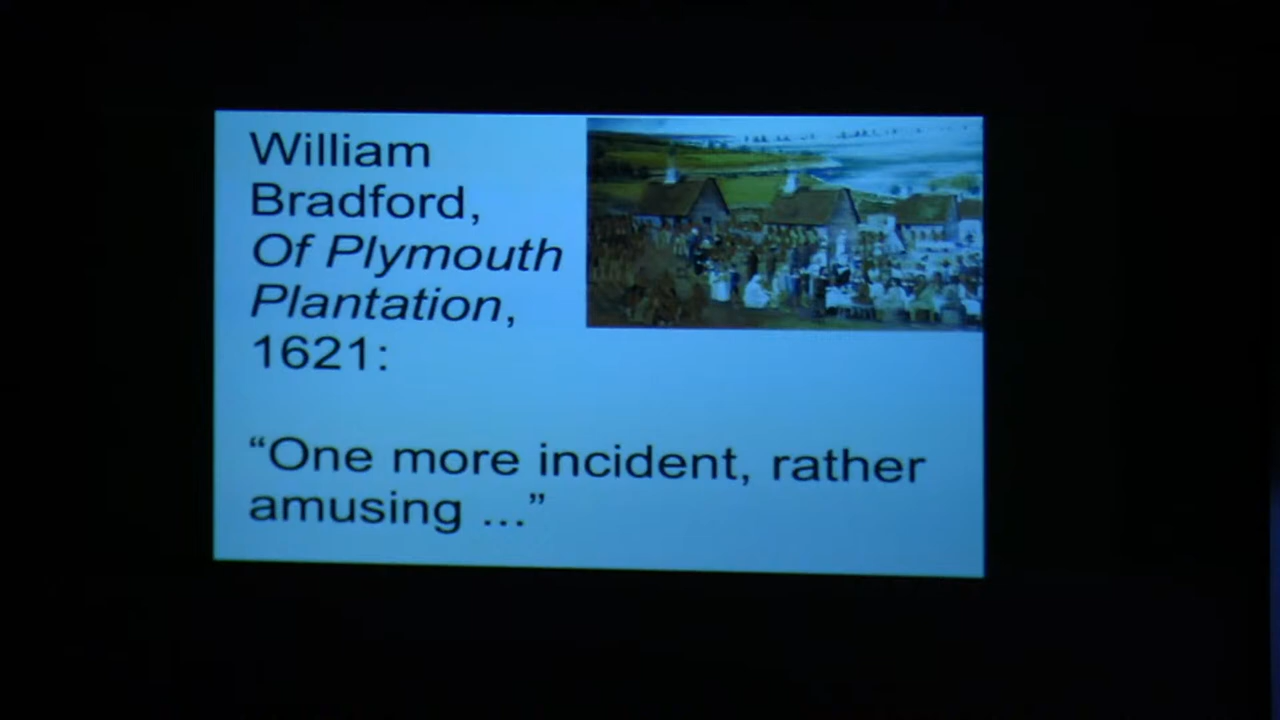 William
Bradford,
Of Plymouth
Plantation,
1621:
“One more incident, rather
amusing ...”